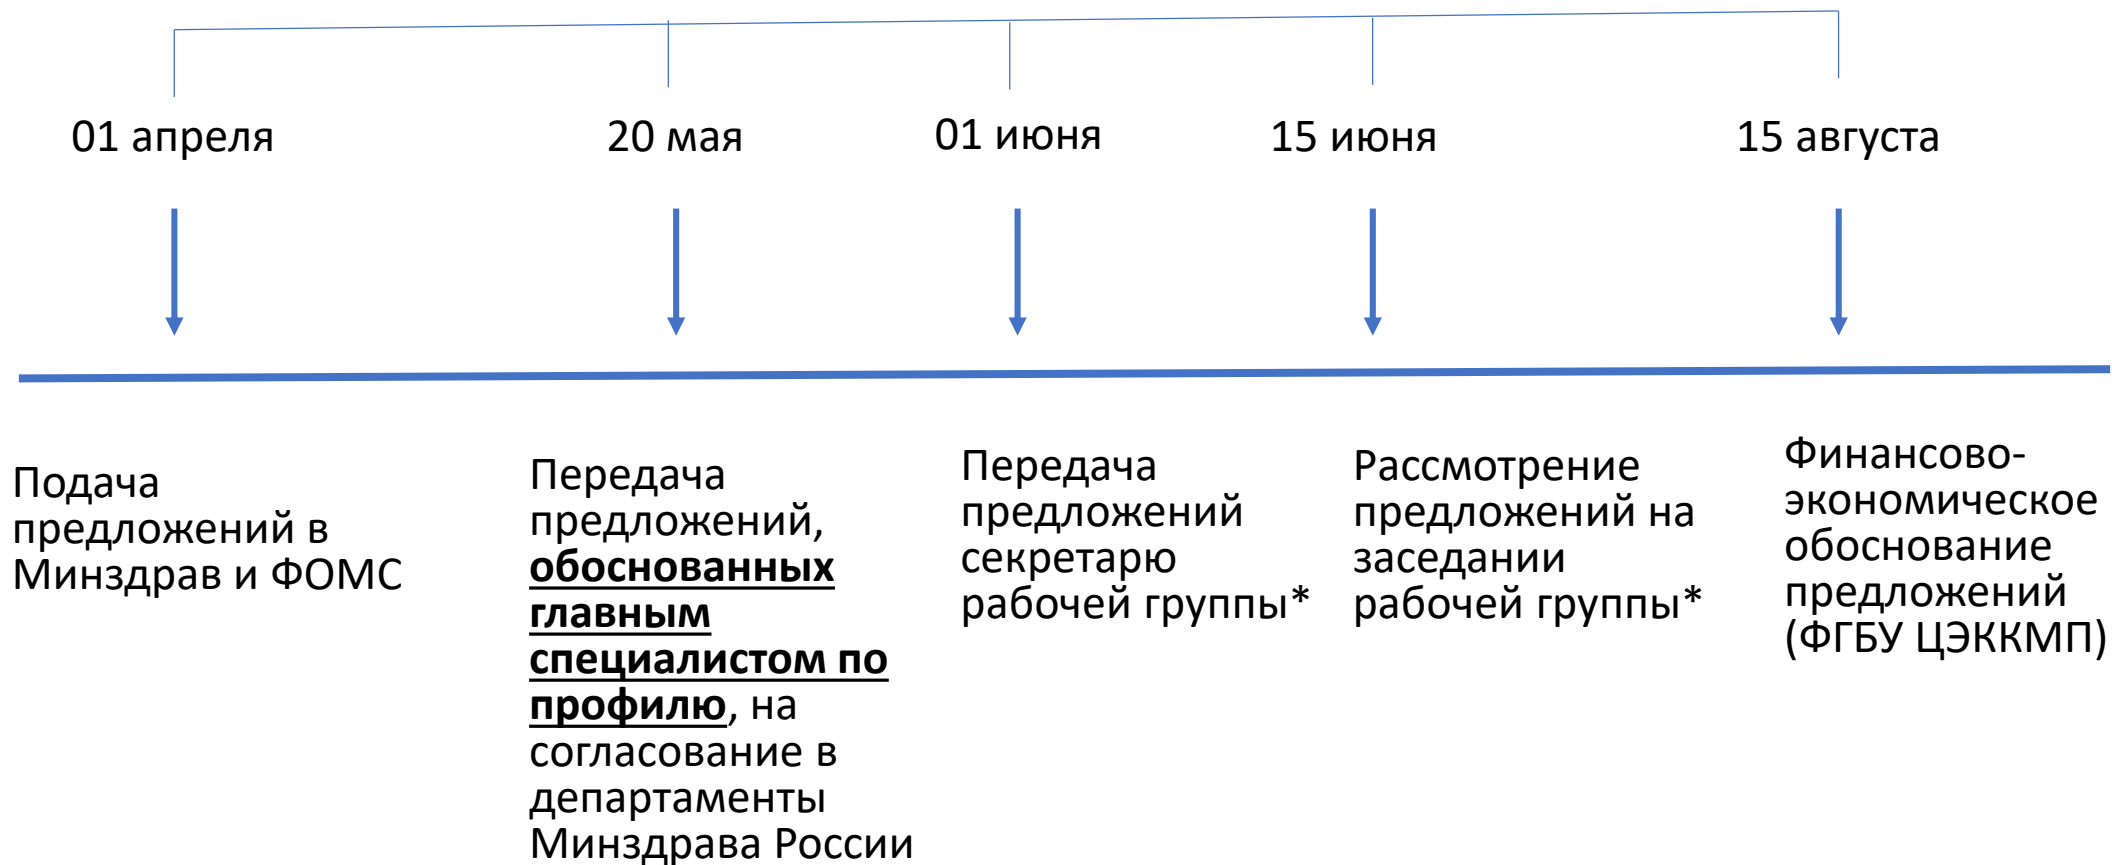 01 апреля
20 мая
01 июня
15 июня
15 августа
Подача
предложений в
Минздрав и ФОМС
Передача
предложений,
обоснованных
главным
специалистом по
профилю, на
согласование в
департаменты
Минздрава России
Передача
предложений
секретарю
рабочей группы*
Рассмотрение
предложений на
заседании
рабочей группы*
Финансово-
экономическое
обоснование
предложений
(ФГБУ ЦЭККМП)